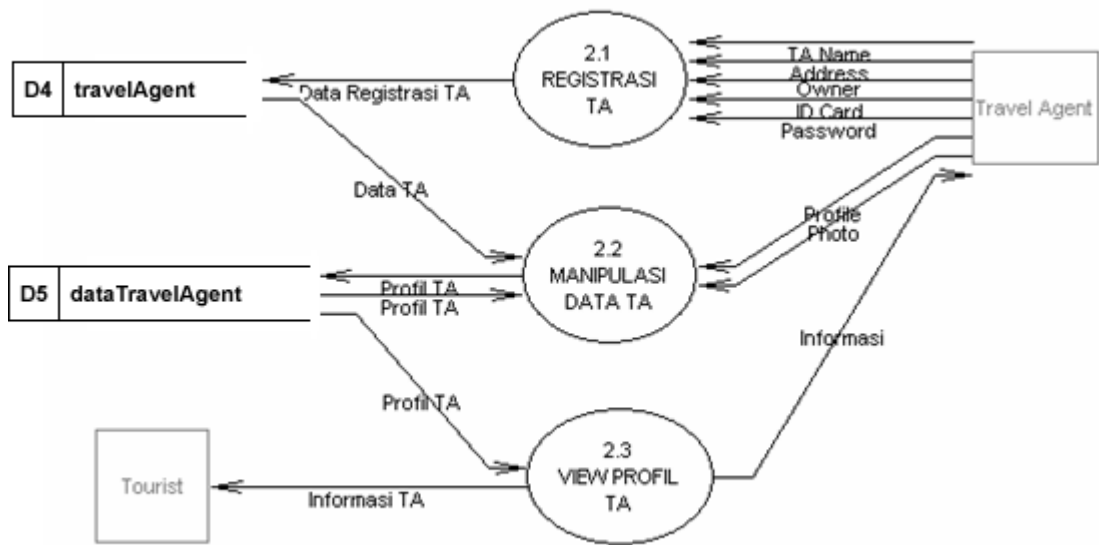 2.1
REGISTRASI
TA
TA Name
Address
Owner
ID Card
Password
Travel Agent
D4 travelAgent
Data Registrasi TA
Data TA
Profile
Photo
2.2
MANIPULASI
DATA TA
D5 dataTravelAgent
Profil TA
Profil TA
Informasi
Profil TA
2.3
VIEW PROFIL
TA
Tourist
Informasi TA